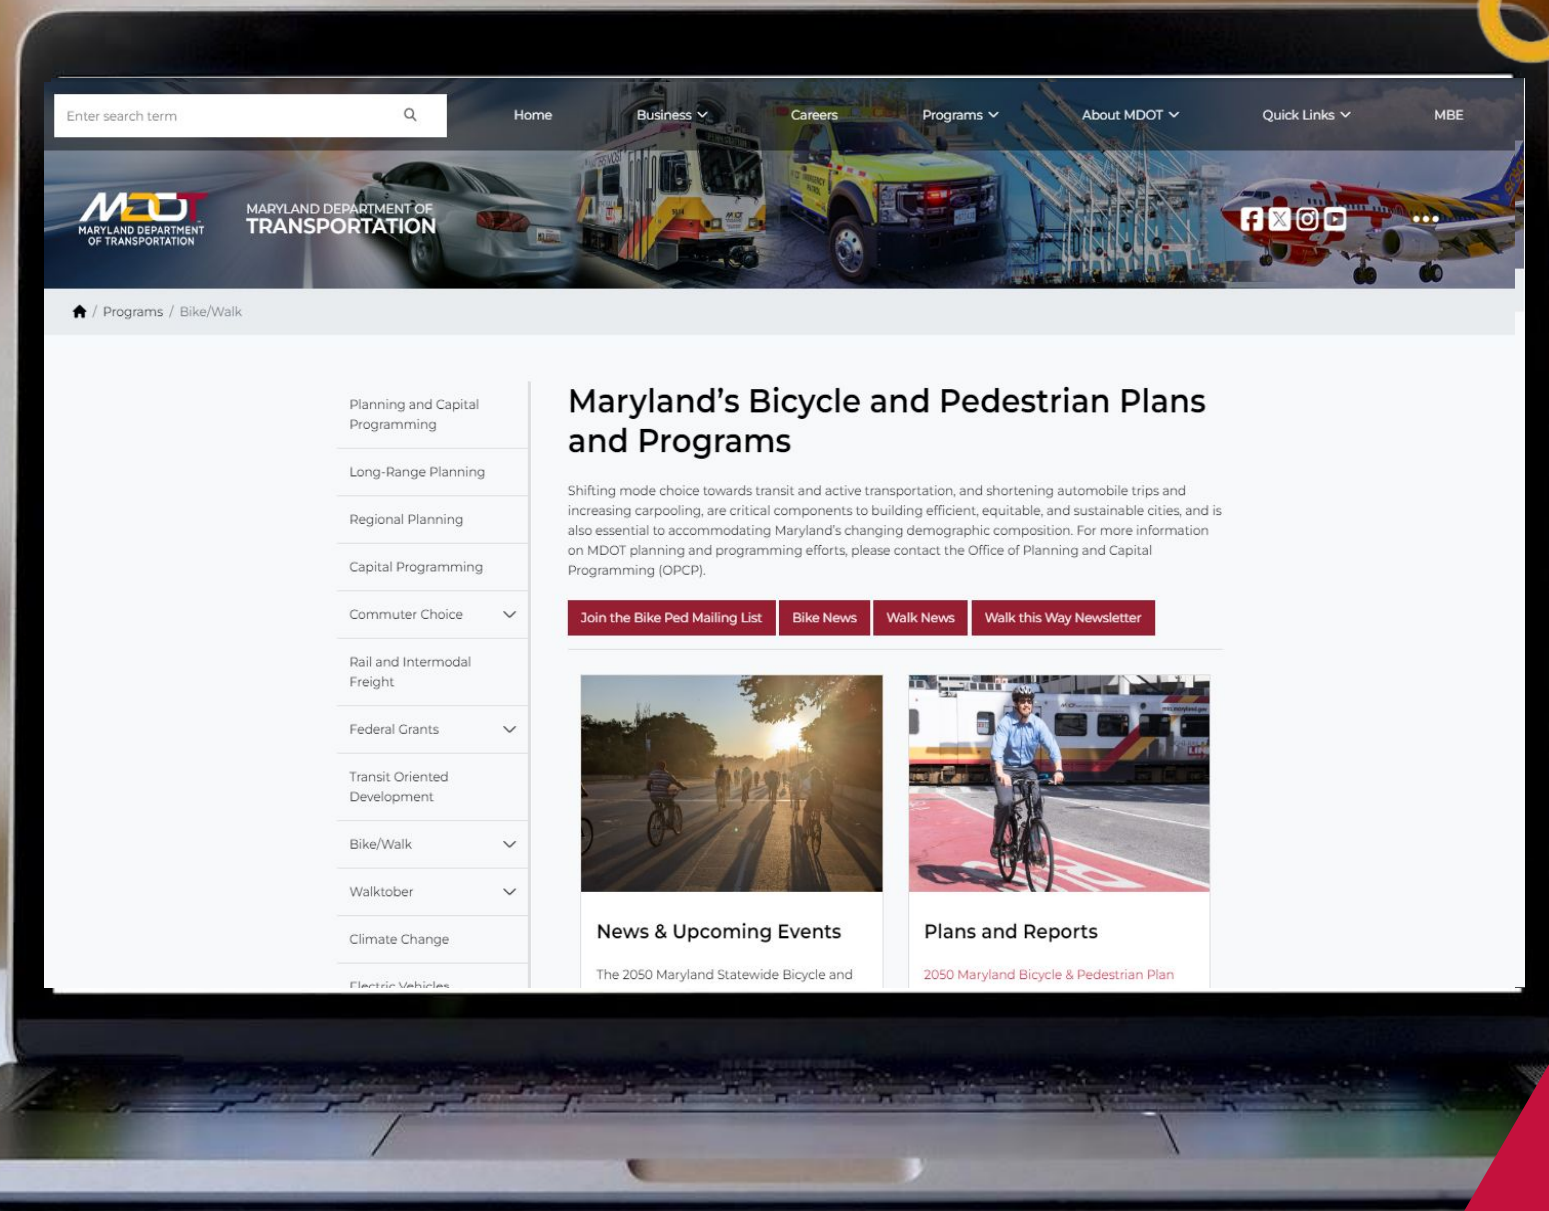 Enter search term
Home
Business
Careers
Programs
About MDOT
Quick Links
MBE
MDOT
MARYLAND DEPARTMENT
OF TRANSPORTATION
MARYLAND DEPARTMENT OF
TRANSPORTATION
/ Programs / Bike/Walk
Planning and Capital
Programming
Long-Range Planning
Regional Planning
Capital Programming
Commuter Choice
Rail and Intermodal
Freight
Federal Grants
Transit Oriented
Development
Bike/Walk
Walktober
Climate Change
Electric Vehicles
Maryland's Bicycle and Pedestrian Plans
and Programs
Shifting mode choice towards transit and active transportation, and shortening automobile trips and
increasing carpooling, are critical components to building efficient, equitable, and sustainable cities, and is
also essential to accommodating Maryland's changing demographic composition. For more information
on MDOT planning and programming efforts, please contact the Office of Planning and Capital
Programming (OPCP).
Join the Bike Ped Mailing List
Bike News
Walk News
Walk this Way Newsletter
News & Upcoming Events
The 2050 Maryland Statewide Bicycle and
Plans and Reports
2050 Maryland Bicycle & Pedestrian Plan